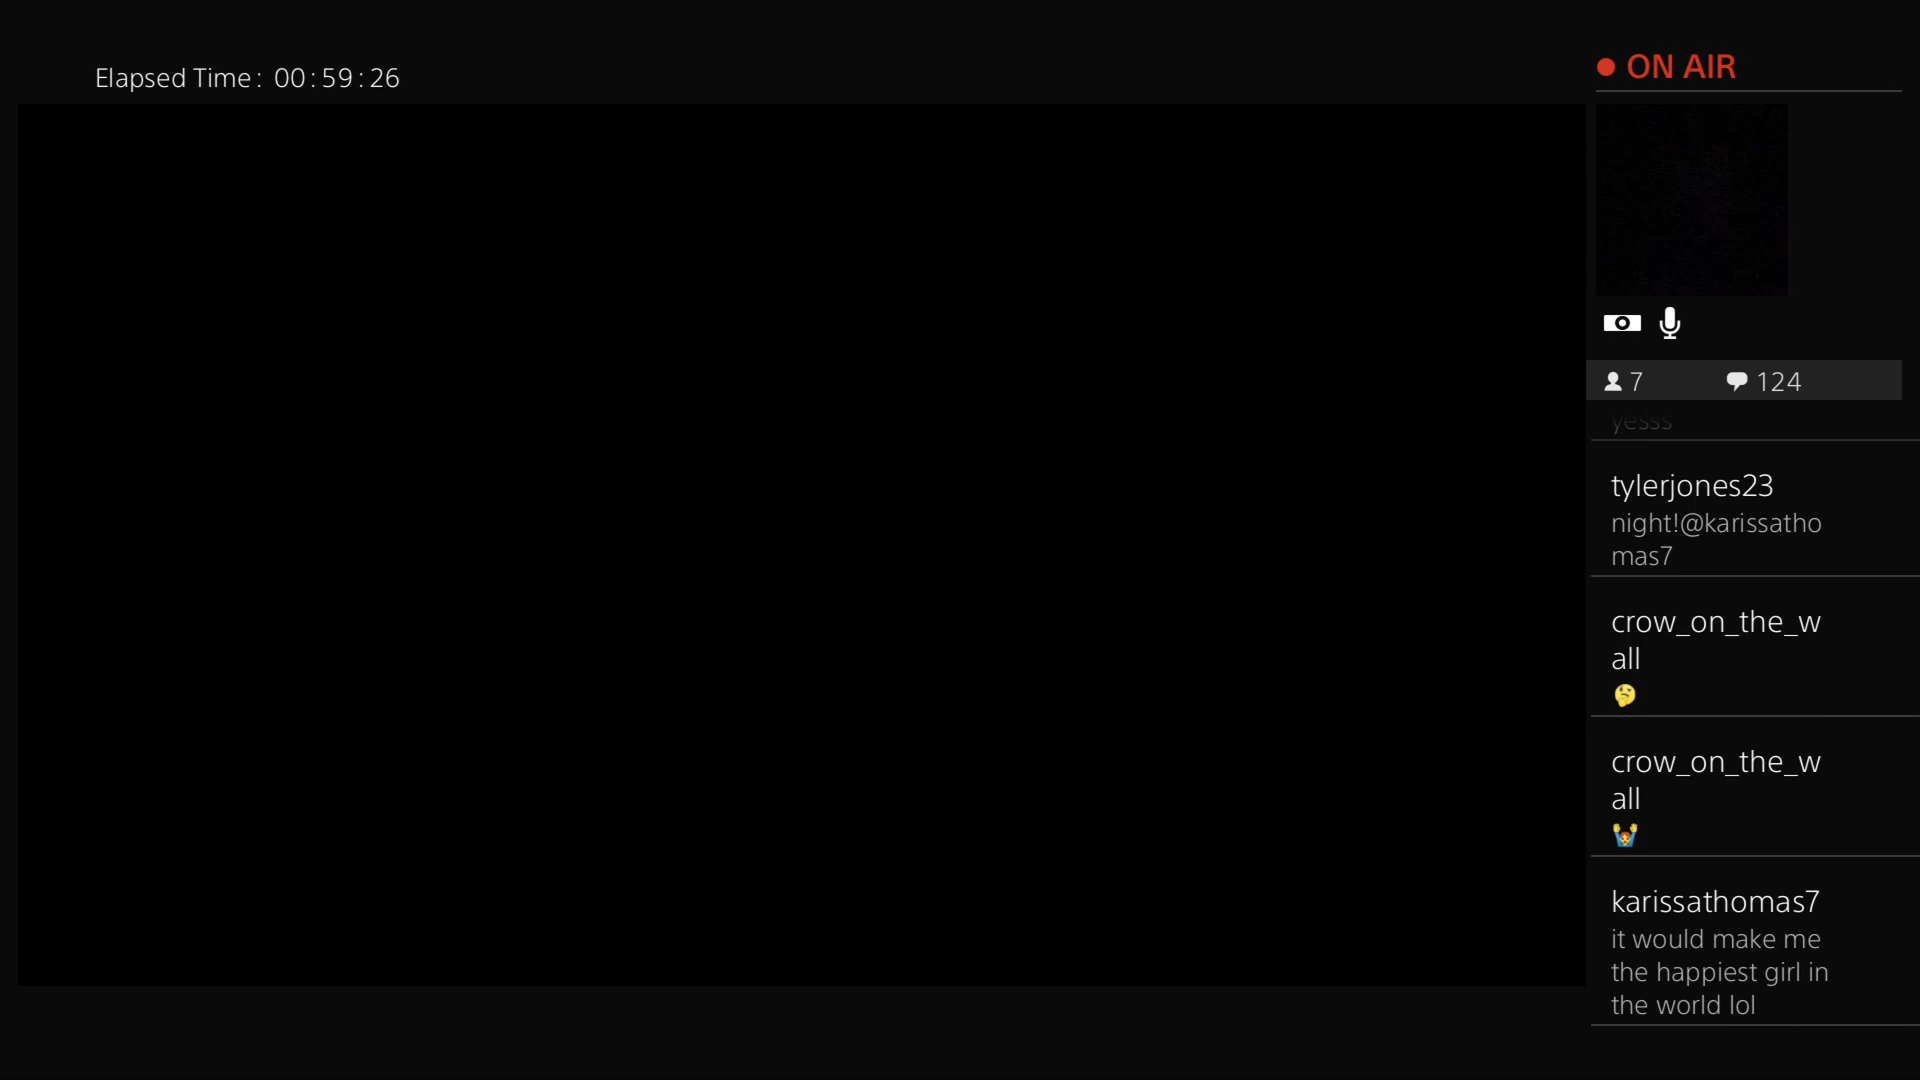 Elapsed Time: 00:59:26
ON AIR
7 124
yesss
tylerjones23
night!@karissatho
mas7
crow_on_the_w
all
🤔
crow_on_the_w
all
🙌
karissathomas7
it would make me
the happiest girl in
the world lol